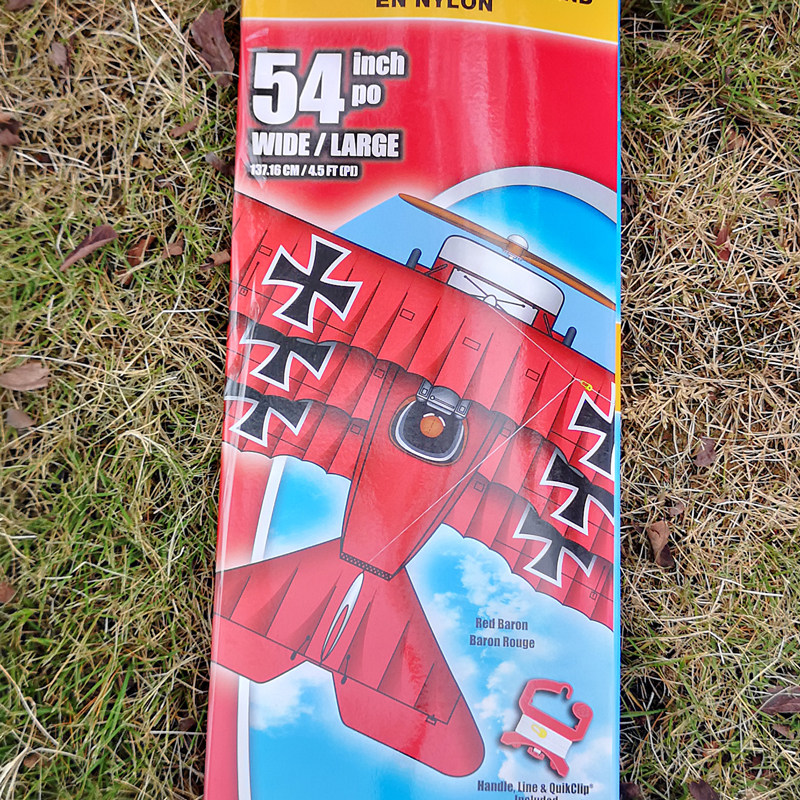 EN NYLON
54 inch
po
WIDE / LARGE
137.16 CM / 4.5 FT (PI)
Red Baron
Baron Rouge
Handle, Line & QuikClip®
Included